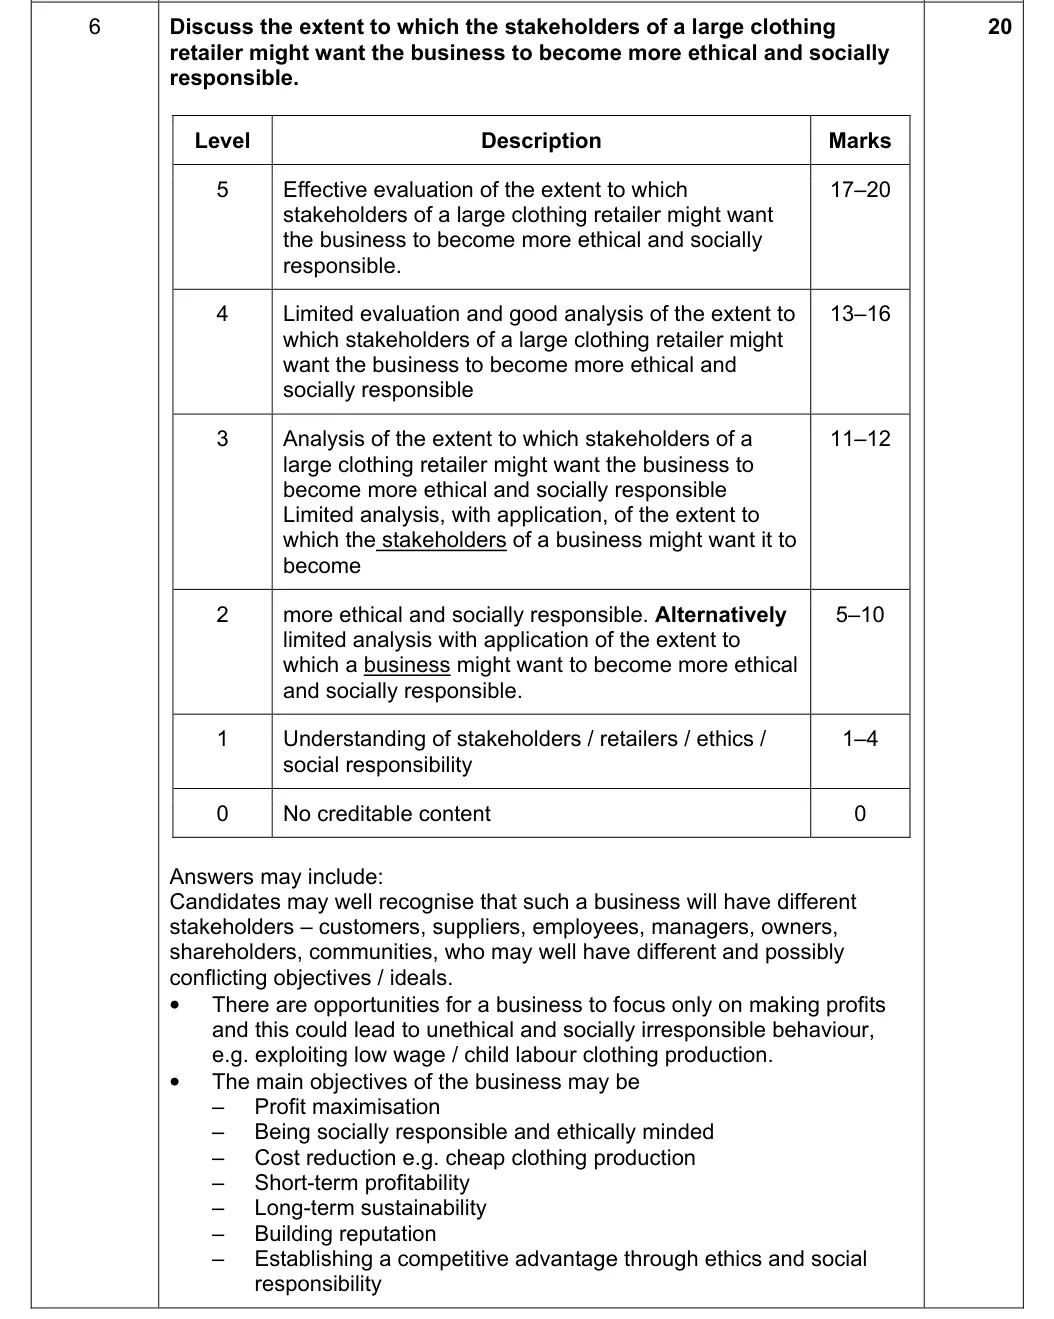 6
Discuss the extent to which the stakeholders of a large clothing
retailer might want the business to become more ethical and socially
responsible.
20
Level Description Marks
5 Effective evaluation of the extent to which 17–20
stakeholders of a large clothing retailer might want
the business to become more ethical and socially
responsible.
4 Limited evaluation and good analysis of the extent to 13–16
which stakeholders of a large clothing retailer might
want the business to become more ethical and
socially responsible
3 Analysis of the extent to which stakeholders of a 11–12
large clothing retailer might want the business to
become more ethical and socially responsible
Limited analysis, with application, of the extent to
which the stakeholders of a business might want it to
become
2 more ethical and socially responsible. Alternatively 5–10
limited analysis with application of the extent to
which a business might want to become more ethical
and socially responsible.
1 Understanding of stakeholders / retailers / ethics / 1–4
social responsibility
0 No creditable content 0
Answers may include:
Candidates may well recognise that such a business will have different
stakeholders – customers, suppliers, employees, managers, owners,
shareholders, communities, who may well have different and possibly
conflicting objectives / ideals.
• There are opportunities for a business to focus only on making profits
and this could lead to unethical and socially irresponsible behaviour,
e.g. exploiting low wage / child labour clothing production.
• The main objectives of the business may be
– Profit maximisation
– Being socially responsible and ethically minded
– Cost reduction e.g. cheap clothing production
– Short-term profitability
– Long-term sustainability
– Building reputation
– Establishing a competitive advantage through ethics and social
responsibility